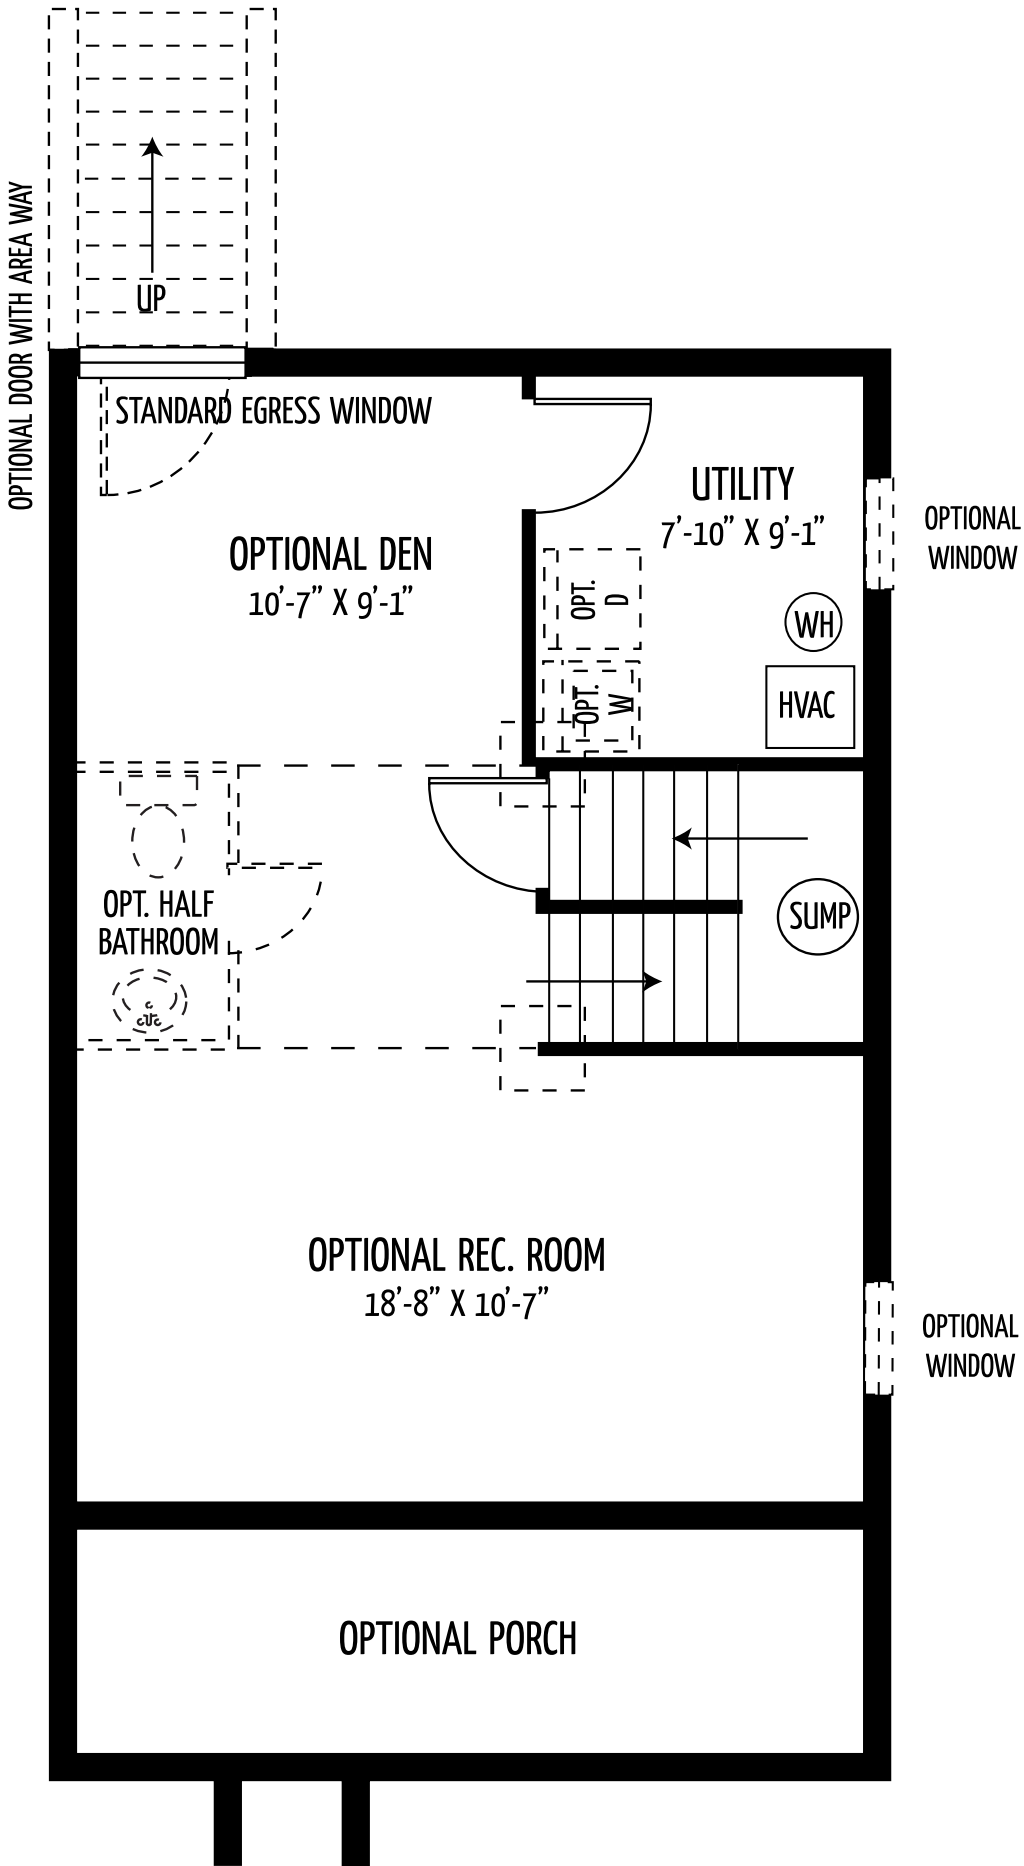 UP
OPTIONAL DOOR WITH AREA WAY
STANDARD EGRESS WINDOW
UTILITY
7'-10" X 9'-1"
OPTIONAL
WINDOW
OPTIONAL DEN
10'-7" X 9'-1"
OPT.
D
WH
OPT.
W
HVAC
OPT. HALF
BATHROOM
SUMP
OPTIONAL REC. ROOM
18'-8" X 10'-7"
OPTIONAL
WINDOW
OPTIONAL PORCH